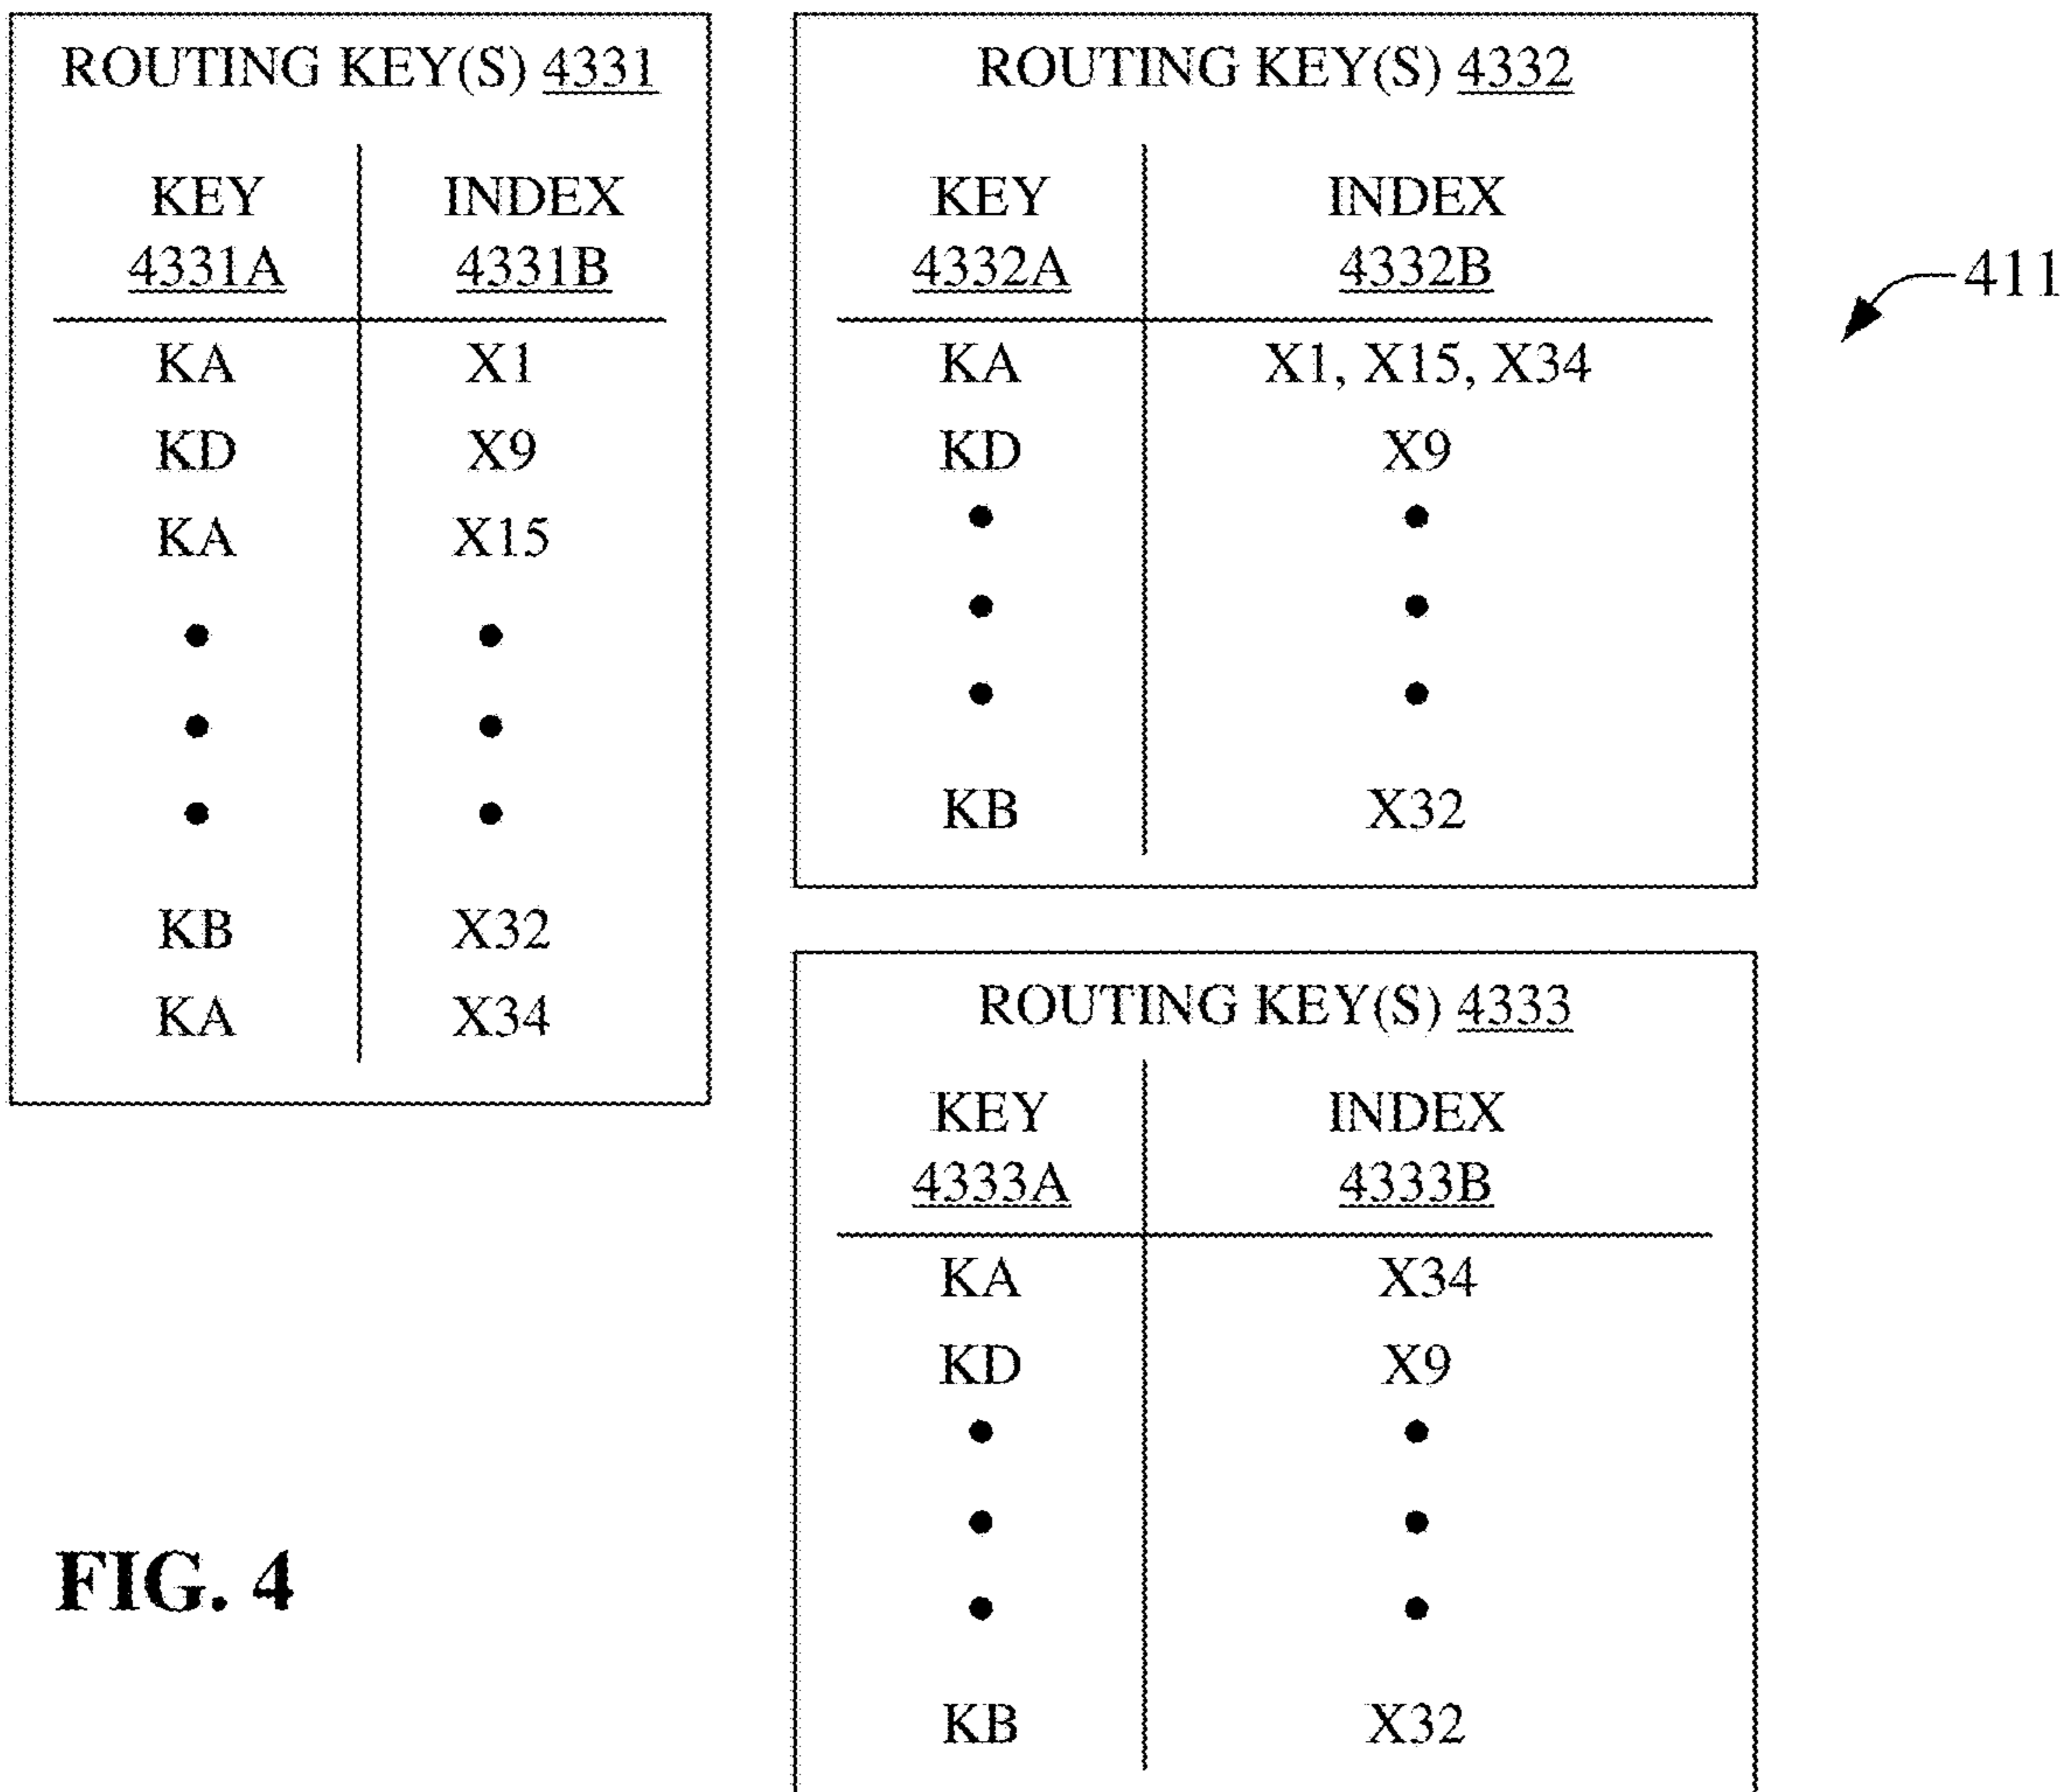 ROUTING KEY(S) 4331
KEY INDEX
4331A 4331B
KA X1
KD X9
KA X15
KB X32
KA X34
ROUTING KEY(S) 4332
KEY INDEX
4332A 4332B
KA X1, X15, X34
KD X9
KB X32
411
ROUTING KEY(S) 4333
KEY INDEX
4333A 4333B
KA X34
KD X9
KB X32
FIG. 4